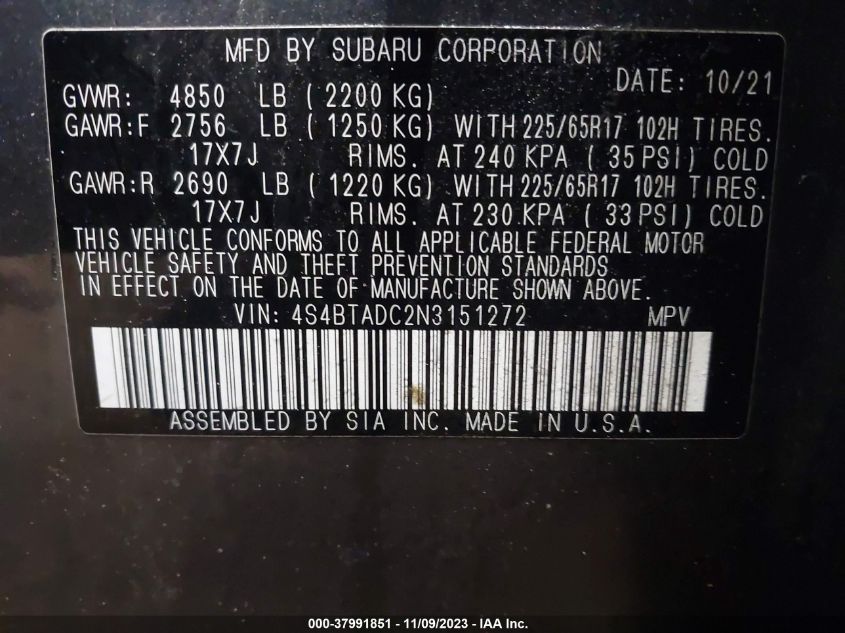 MFD BY SUBARU CORPORATION
DATE: 10/21
GVWR: 4850 LB ( 2200 KG)
GAWR:F 2756 LB ( 1250 KG) WITH 225/65R17 102H TIRES.
17X7J RIMS. AT 240 KPA ( 35 PSI) COLD
GAWR:R 2690 LB ( 1220 KG) WITH 225/65R17 102H TIRES.
17X7J RIMS. AT 230 KPA ( 33 PSI) COLD
THIS VEHICLE CONFORMS TO ALL APPLICABLE FEDERAL MOTOR
VEHICLE SAFETY AND THEFT PREVENTION STANDARDS
IN EFFECT ON THE DATE OF MANUFACTURE SHOWN ABOVE.
VIN: 4S4BTADC2N3151272 MPV
ASSEMBLED BY SIA INC. MADE IN U.S.A.
000-37991851 - 11/09/2023 - IAA Inc.